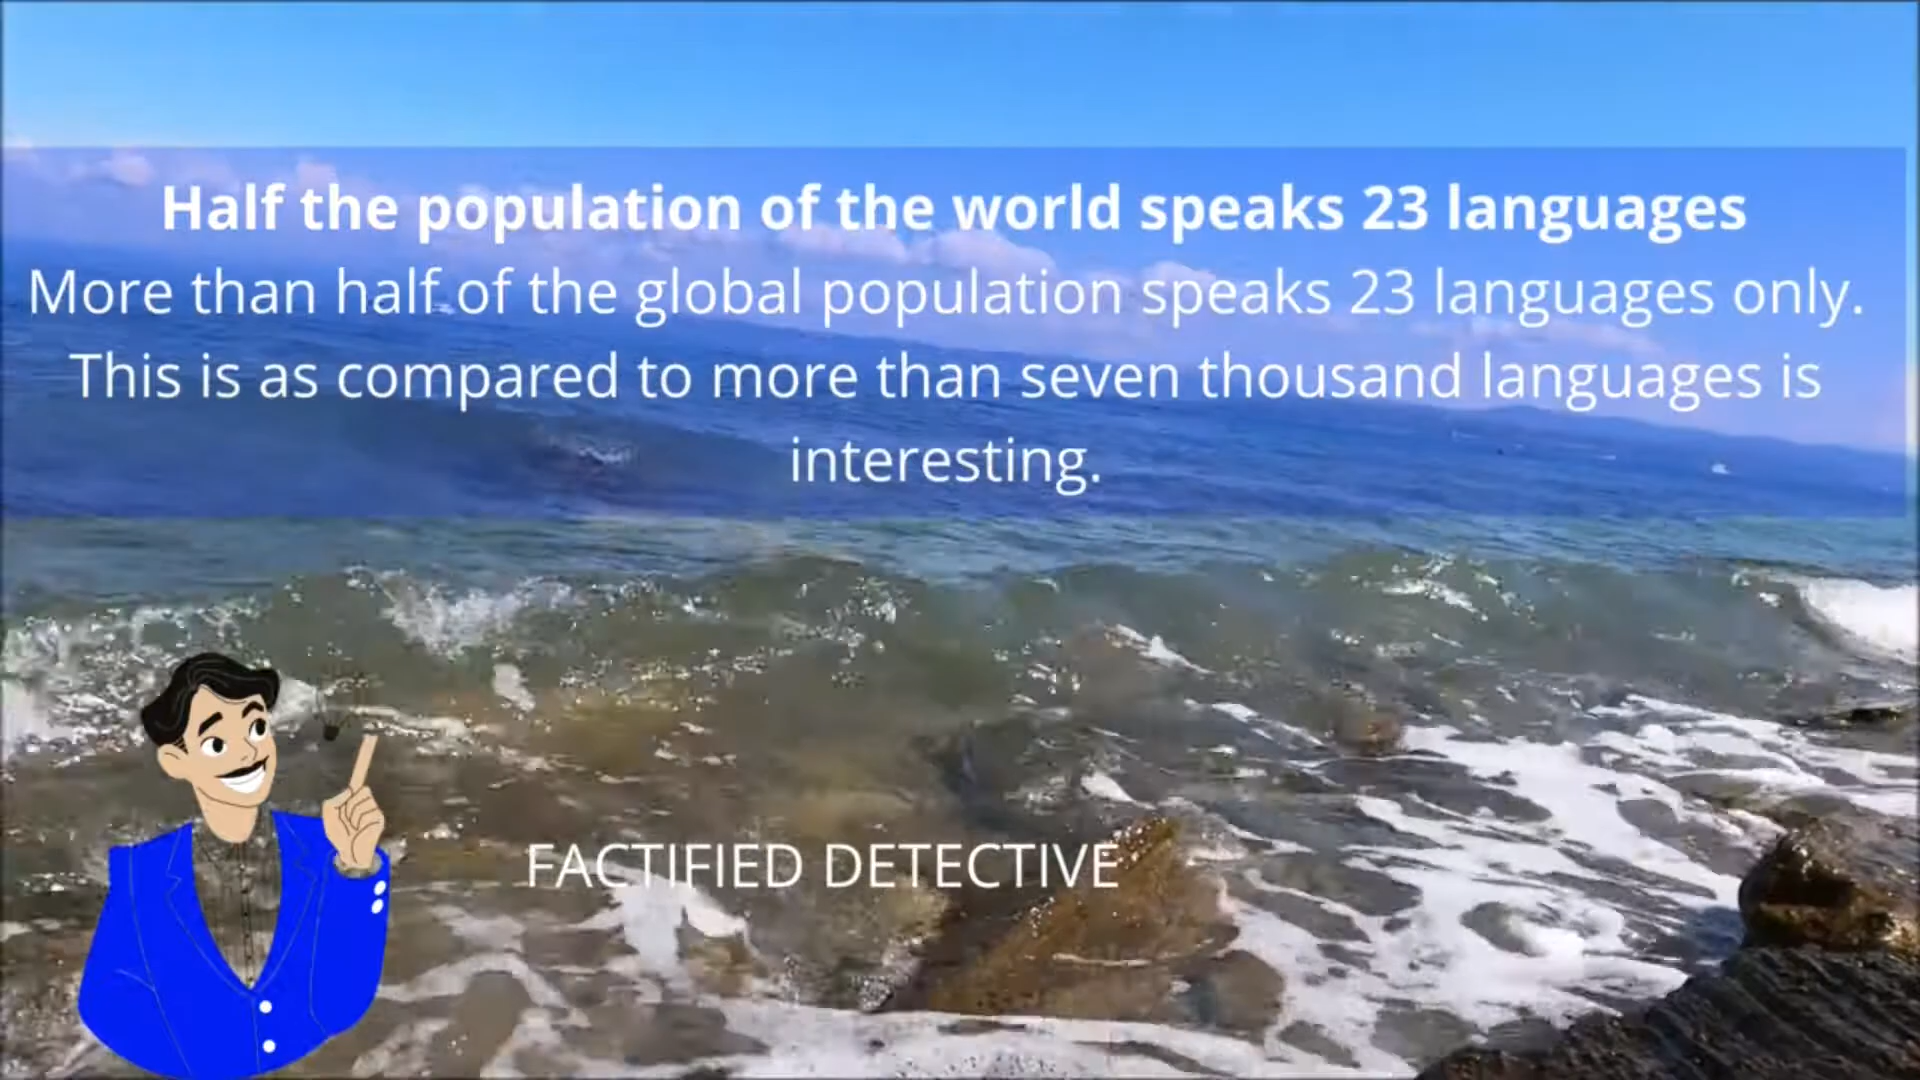 Half the population of the world speaks 23 languages
More than half of the global population speaks 23 languages only.
This is as compared to more than seven thousand languages is
interesting.
FACTIFIED DETECTIVE